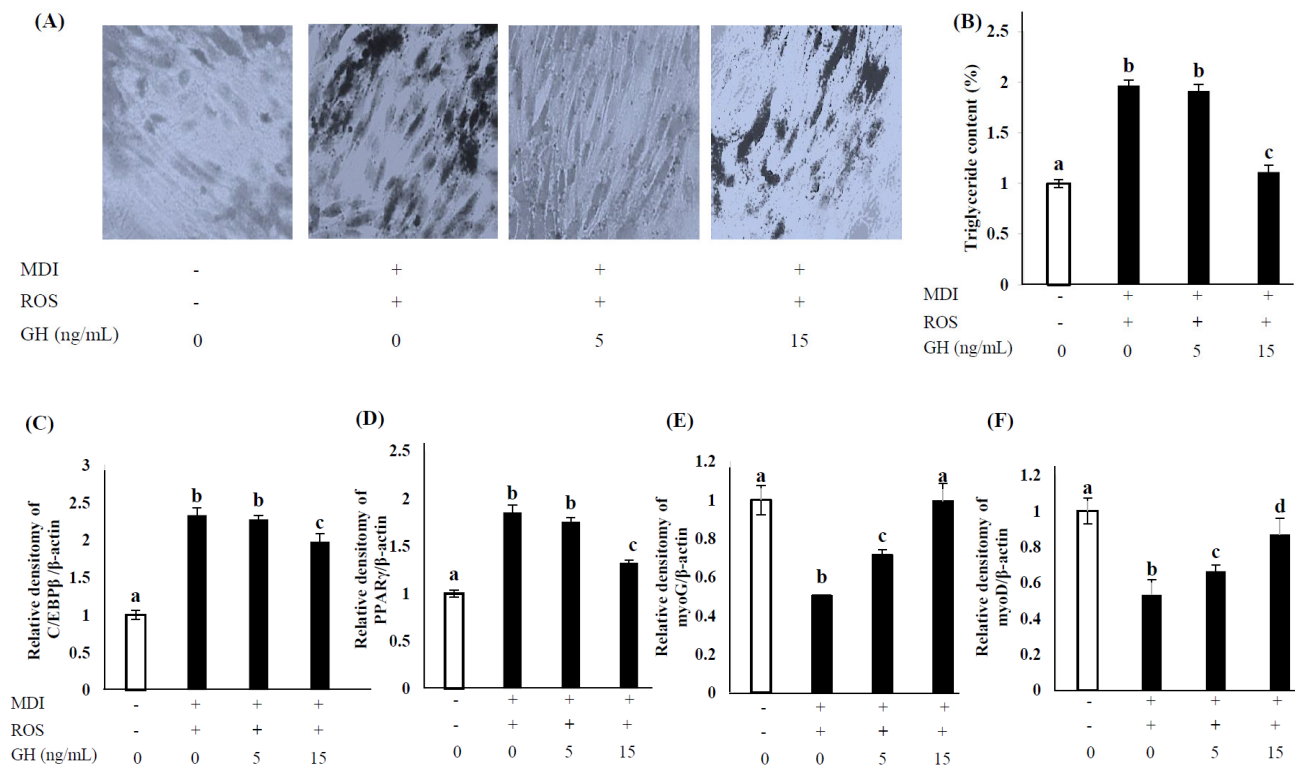 (A)
MDI - + + +
ROS - + + +
GH (ng/mL) 0 0 5 15
(B)
Triglyceride content (%)
2.5
2
1.5
1
0.5
0
a b b c
MDI - + + +
ROS - + + +
GH (ng/mL) 0 0 5 15
(C)
Relative densitomy of
C/EBPβ /β-actin
3
2.5
2
1.5
1
0.5
0
a b b c
MDI - + + +
ROS - + + +
GH (ng/mL) 0 0 5 15
(D)
Relative densitomy of
PPARγ/β-actin
2.5
2
1.5
1
0.5
0
a b b c
- + + +
- + + +
0 0 5 15
(E)
Relative densitomy of
myoG/β-actin
1.2
1
0.8
0.6
0.4
0.2
0
a b c a
- + + +
- + + +
0 0 5 15
(F)
Relative densitomy of
myoD/β-actin
1.2
1
0.8
0.6
0.4
0.2
0
a b c d
- + + +
- + + +
0 0 5 15